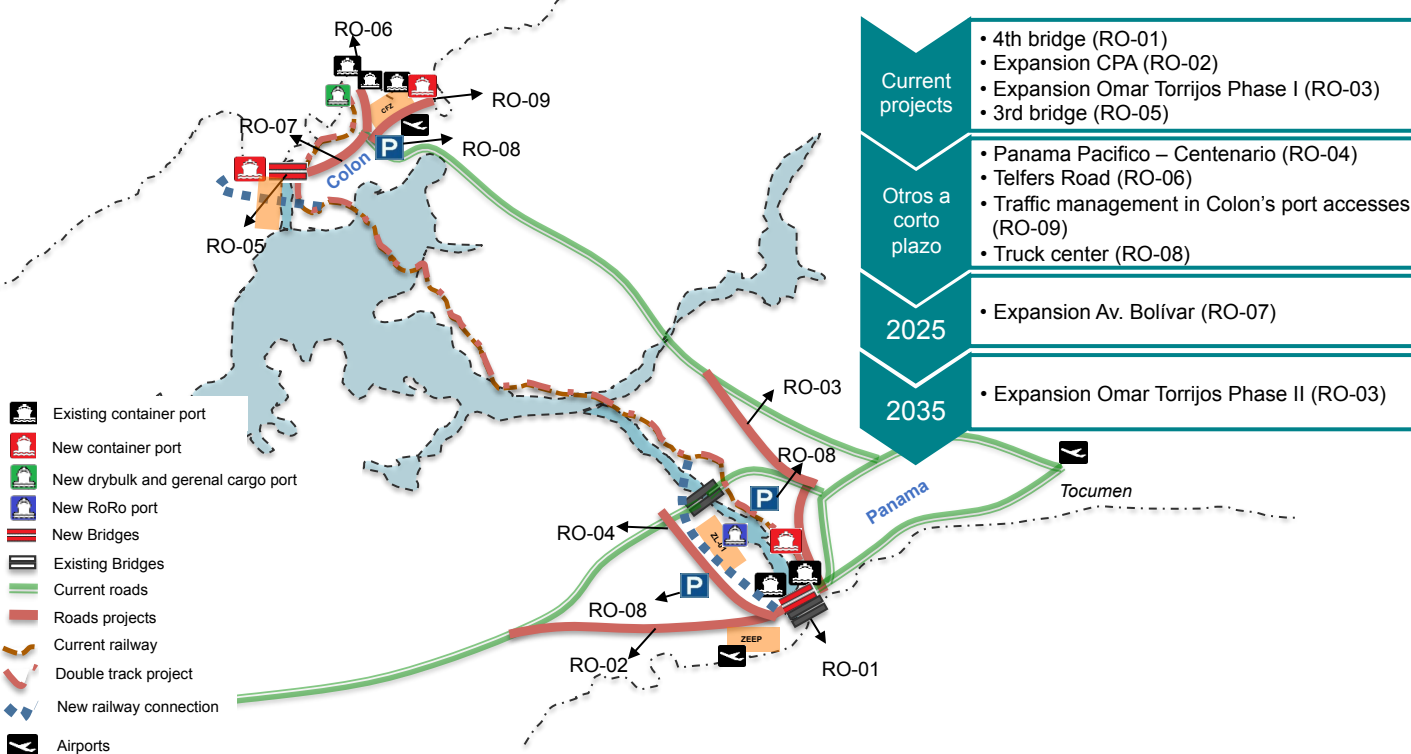 RO-06
RO-09
CFZ
RO-07
RO-08
Colon
RO-05
Current
projects
• 4th bridge (RO-01)
• Expansion CPA (RO-02)
• Expansion Omar Torrijos Phase I (RO-03)
• 3rd bridge (RO-05)
Otros a
corto
plazo
• Panama Pacifico – Centenario (RO-04)
• Telfers Road (RO-06)
• Traffic management in Colon’s port accesses
(RO-09)
• Truck center (RO-08)
2025
• Expansion Av. Bolívar (RO-07)
2035
• Expansion Omar Torrijos Phase II (RO-03)
RO-03
RO-08
P
P
Tocumen
Panama
RO-04
ZL-61
P
RO-08
ZEEP
RO-02
RO-01
Existing container port
New container port
New drybulk and gerenal cargo port
New RoRo port
New Bridges
Existing Bridges
Current roads
Roads projects
Current railway
Double track project
New railway connection
Airports